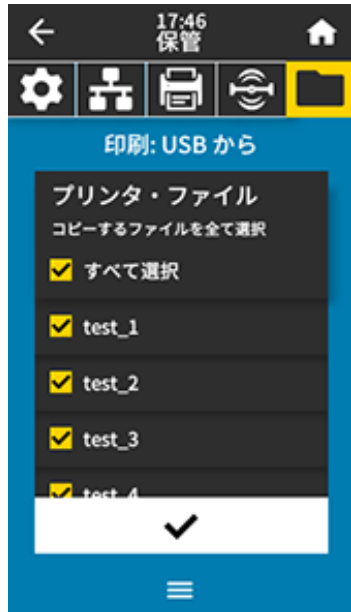 17:46
保管
印刷: USB から
プリンタ・ファイル
コピーするファイルを全て選択
すべて選択
test_1
test_2
test_3
test_4